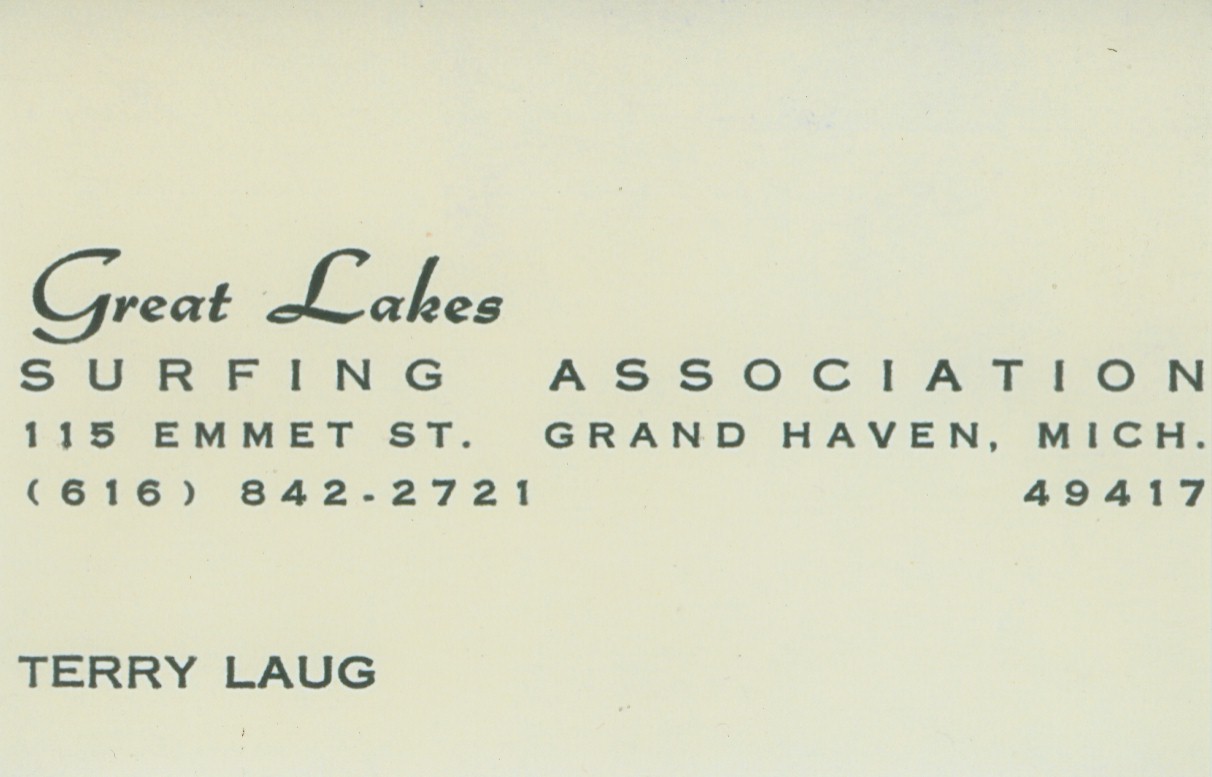 Great Lakes
SURFING ASSOCIATION
115 EMMET ST. GRAND HAVEN, MICH.
(616) 842-2721 49417
TERRY LAUG